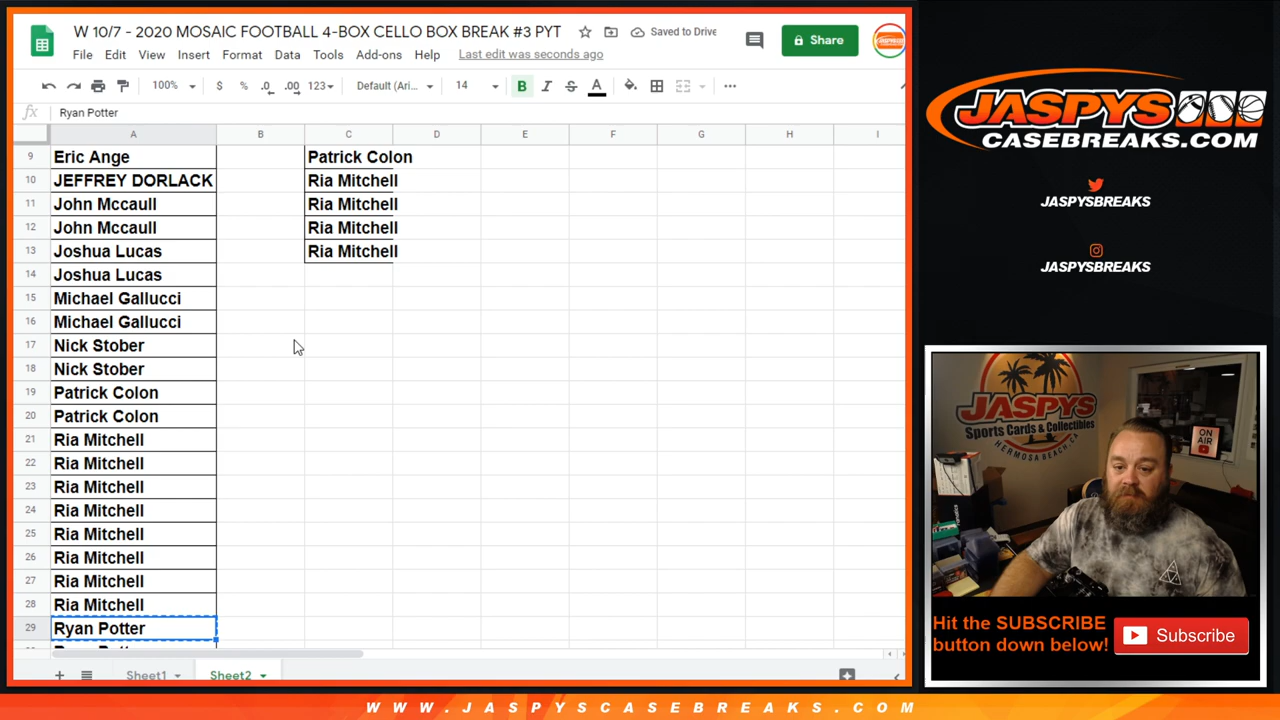 W 10/7 - 2020 MOSAIC FOOTBALL 4-BOX CELLO BOX BREAK #3 PYT
Saved to Drive
Share
File Edit View Insert Format Data Tools Add-ons Help Last edit was seconds ago
100% $ % .0 .00 123 Default (Ari... 14 B I S A
fx Ryan Potter
A B C D E F G H I
9 Eric Ange Patrick Colon
10 JEFFREY DORLACK Ria Mitchell
11 John Mccaull Ria Mitchell
12 John Mccaull Ria Mitchell
13 Joshua Lucas Ria Mitchell
14 Joshua Lucas
15 Michael Gallucci
16 Michael Gallucci
17 Nick Stober
18 Nick Stober
19 Patrick Colon
20 Patrick Colon
21 Ria Mitchell
22 Ria Mitchell
23 Ria Mitchell
24 Ria Mitchell
25 Ria Mitchell
26 Ria Mitchell
27 Ria Mitchell
28 Ria Mitchell
29 Ryan Potter
Sheet1 Sheet2
JASPYS
CASEBREAKS.COM
JASPYSBREAKS
JASPYSBREAKS
JASPYS
Sports Cards & Collectibles
HERMOSA BEACH, CA
ON AIR
Hit the SUBSCRIBE
button down below!
Subscribe
WWW.JASPYSCASEBREAKS.COM